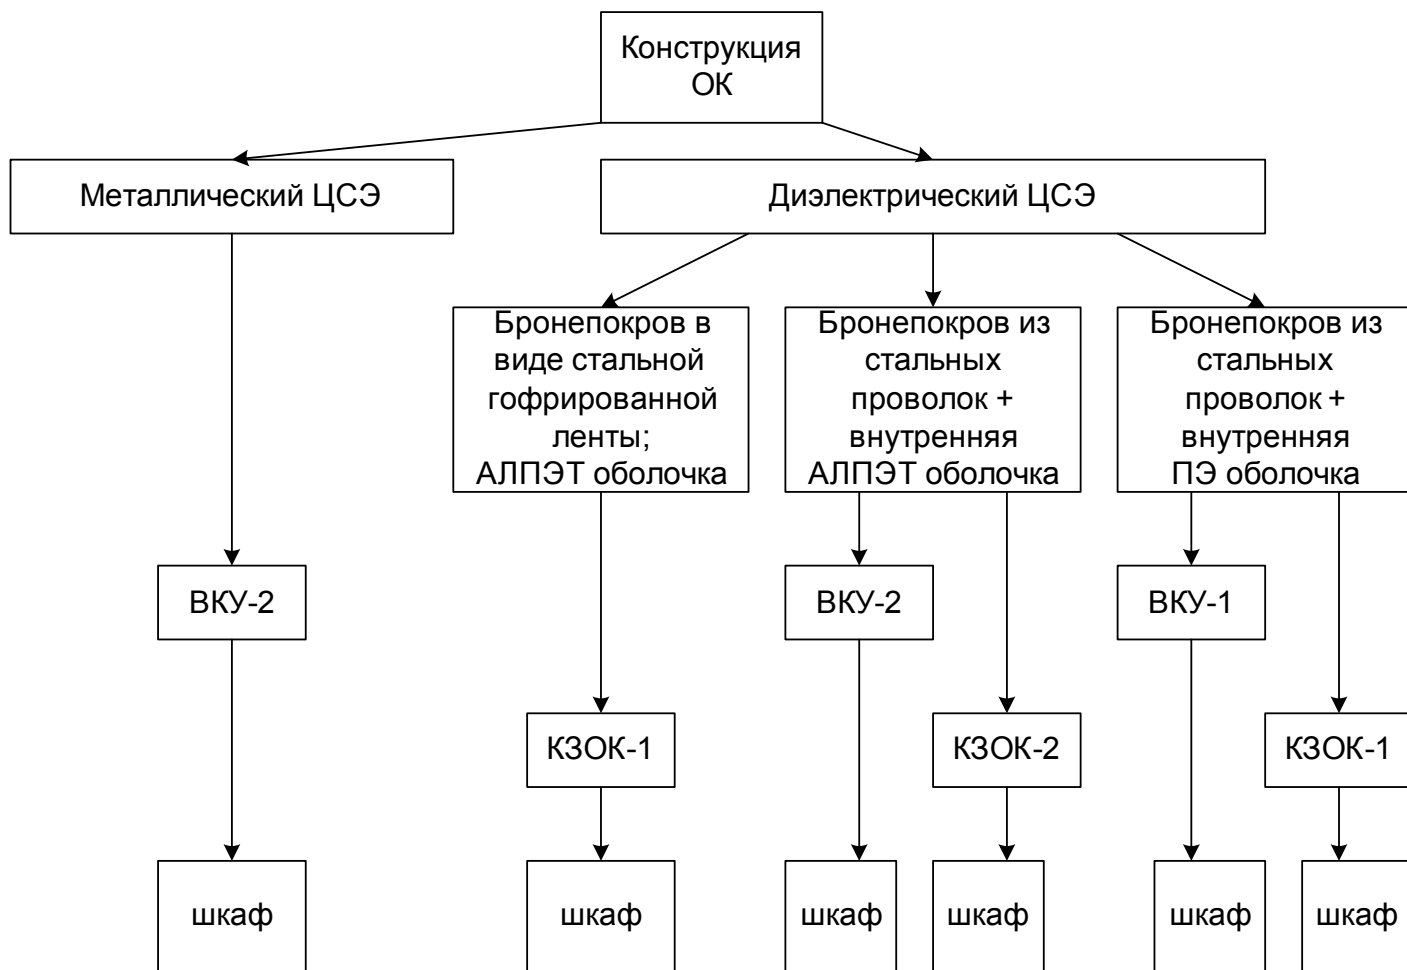 Конструкция
ОК
Металлический ЦСЭ
Диэлектрический ЦСЭ
Бронепокров в
виде стальной
гофрированной
ленты;
АЛПЭТ оболочка
Бронепокров из
стальных
проволок +
внутренняя
АЛПЭТ оболочка
Бронепокров из
стальных
проволок +
внутренняя
ПЭ оболочка
ВКУ-2
ВКУ-2
ВКУ-1
КЗОК-1
КЗОК-2
КЗОК-1
шкаф
шкаф
шкаф
шкаф
шкаф
шкаф